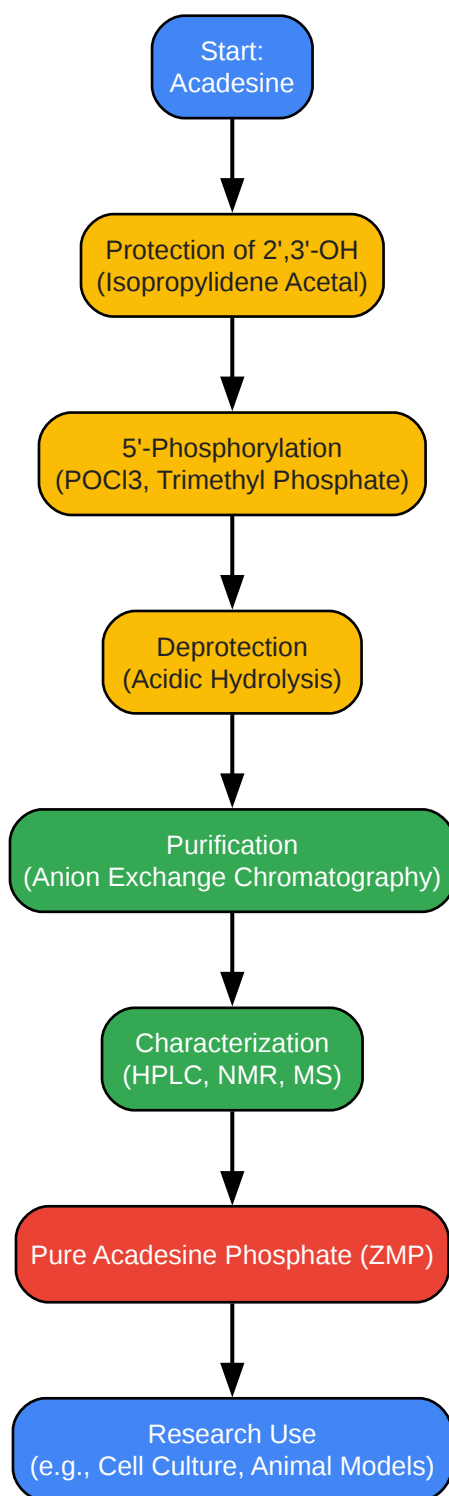 Start:
Acadesine
Protection of 2',3'-OH
(Isopropylidene Acetal)
5'-Phosphorylation
(POCl3, Trimethyl Phosphate)
Deprotection
(Acidic Hydrolysis)
Purification
(Anion Exchange Chromatography)
Characterization
(HPLC, NMR, MS)
Pure Acadesine Phosphate (ZMP)
Research Use
(e.g., Cell Culture, Animal Models)